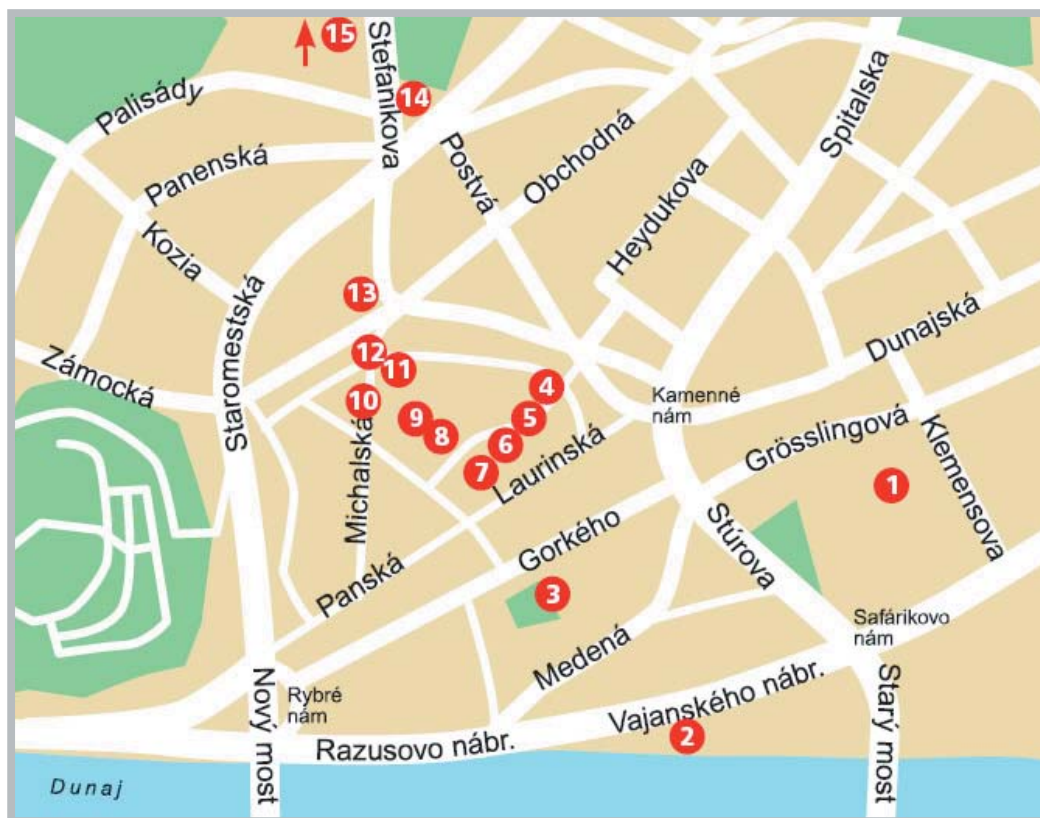 15
Stefanikova
14
Palisády
Panenská
Kozia
Postvá
Obchodná
Heydukova
Spitalska
Zámocká
Staromestská
13
12
11
10
9
8
7
6
5
4
Michalská
Laurinská
Kamenné
nám
Dunajská
Grösslingová
Klemensova
1
Panská
Gorkého
Stúrova
3
Medená
Safárikovo
nám
Nový most
Rybré
nám
Razusovo nábr.
Vajanského nábr.
2
Starý most
Dunaj